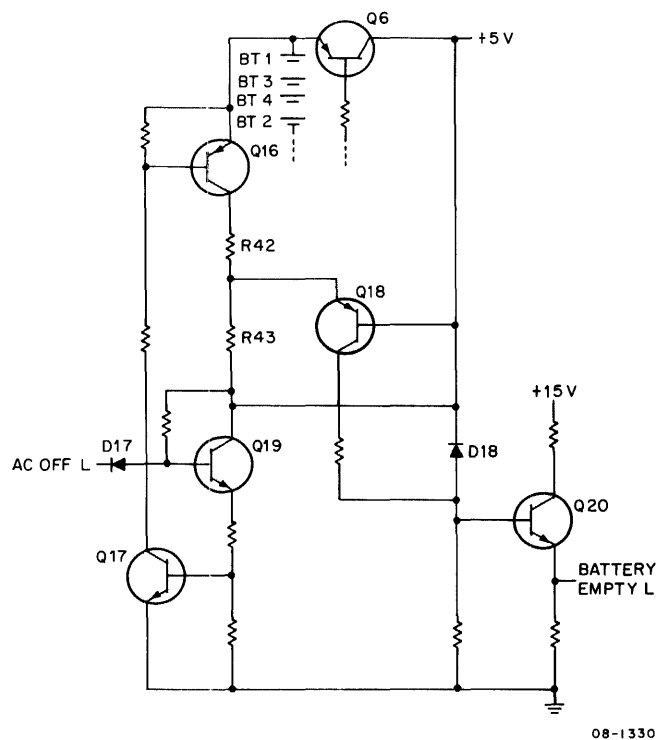 Q6
+5 V
BT 1
BT 3
BT 4
BT 2
Q16
R42
Q18
R43
+15 V
D17
Q19
D18
AC OFF L
Q20
Q17
BATTERY
EMPTY L
08-1330